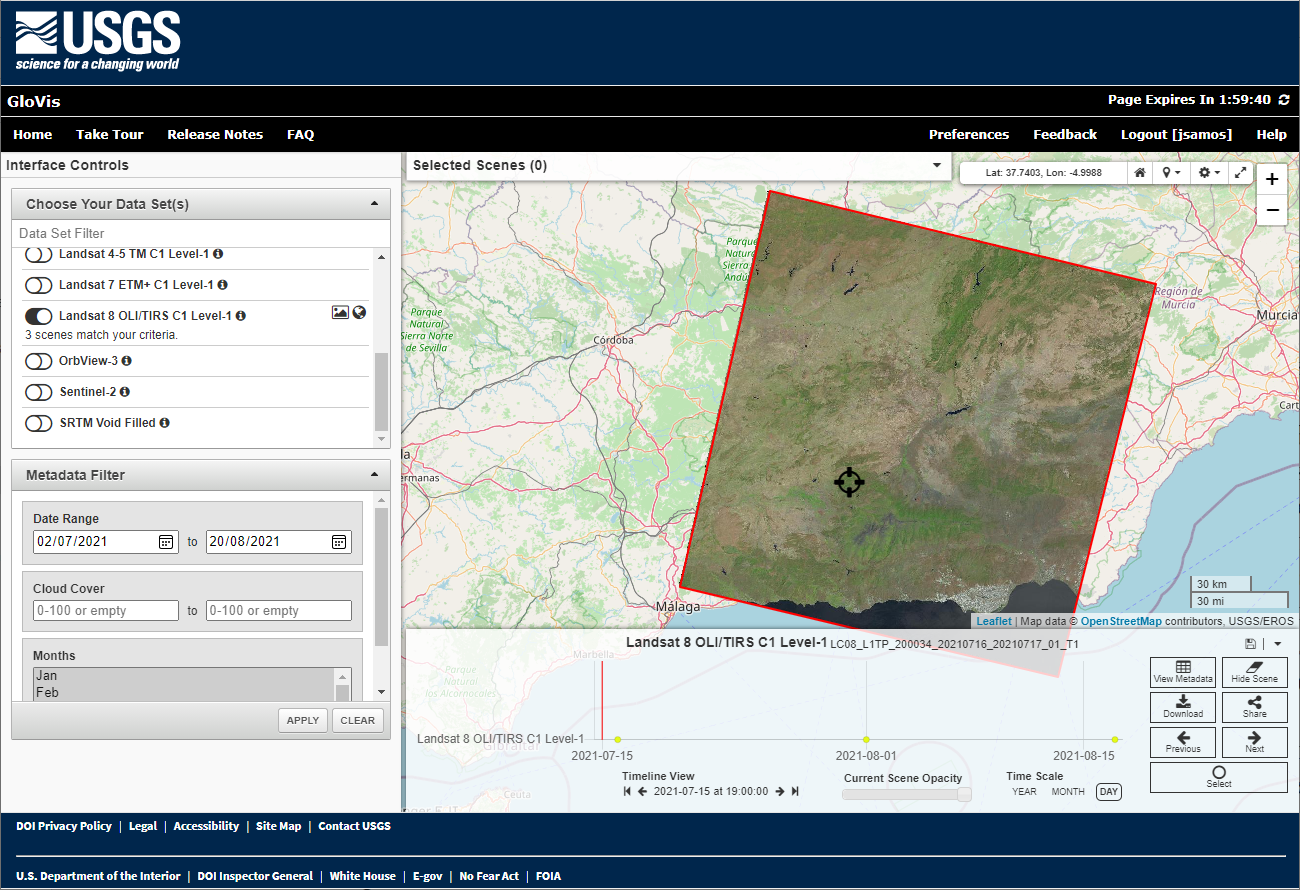 USGS
science for a changing world
GloVis
Page Expires In 1:59:40
Home Take Tour Release Notes FAQ
Preferences Feedback Logout [jsamos] Help
Interface Controls
Choose Your Data Set(s)
Data Set Filter
Landsat 4-5 TM C1 Level-1
Landsat 7 ETM+ C1 Level-1
Landsat 8 OLI/TIRS C1 Level-1
3 scenes match your criteria.
OrbView-3
Sentinel-2
SRTM Void Filled
Metadata Filter
Date Range
02/07/2021 to 20/08/2021
Cloud Cover
0-100 or empty to 0-100 or empty
Months
Jan
Feb
APPLY CLEAR
Selected Scenes (0)
Lat: 37.7403, Lon: -4.9988
+
−
Parque
Natural
Sierra Norte
de Sevilla
Córdoba
Región de
Murcia
Murcia
Cart
Málaga
ermanas
30 km
30 mi
Leaflet | Map data © OpenStreetMap contributors, USGS/EROS
Landsat 8 OLI/TIRS C1 Level-1 LC08_L1TP_200034_20210716_20210717_01_T1
Marbella
Parque
Natural
los Alcornocales
Gibraltar
Ceuta
Landsat 8 OLI/TIRS C1 Level-1
2021-07-15 2021-08-01 2021-08-15
Timeline View
2021-07-15 at 19:00:00
Current Scene Opacity
Time Scale
YEAR MONTH DAY
View Metadata Hide Scene
Download Share
Previous Next
Select
DOI Privacy Policy | Legal | Accessibility | Site Map | Contact USGS
U.S. Department of the Interior | DOI Inspector General | White House | E-gov | No Fear Act | FOIA